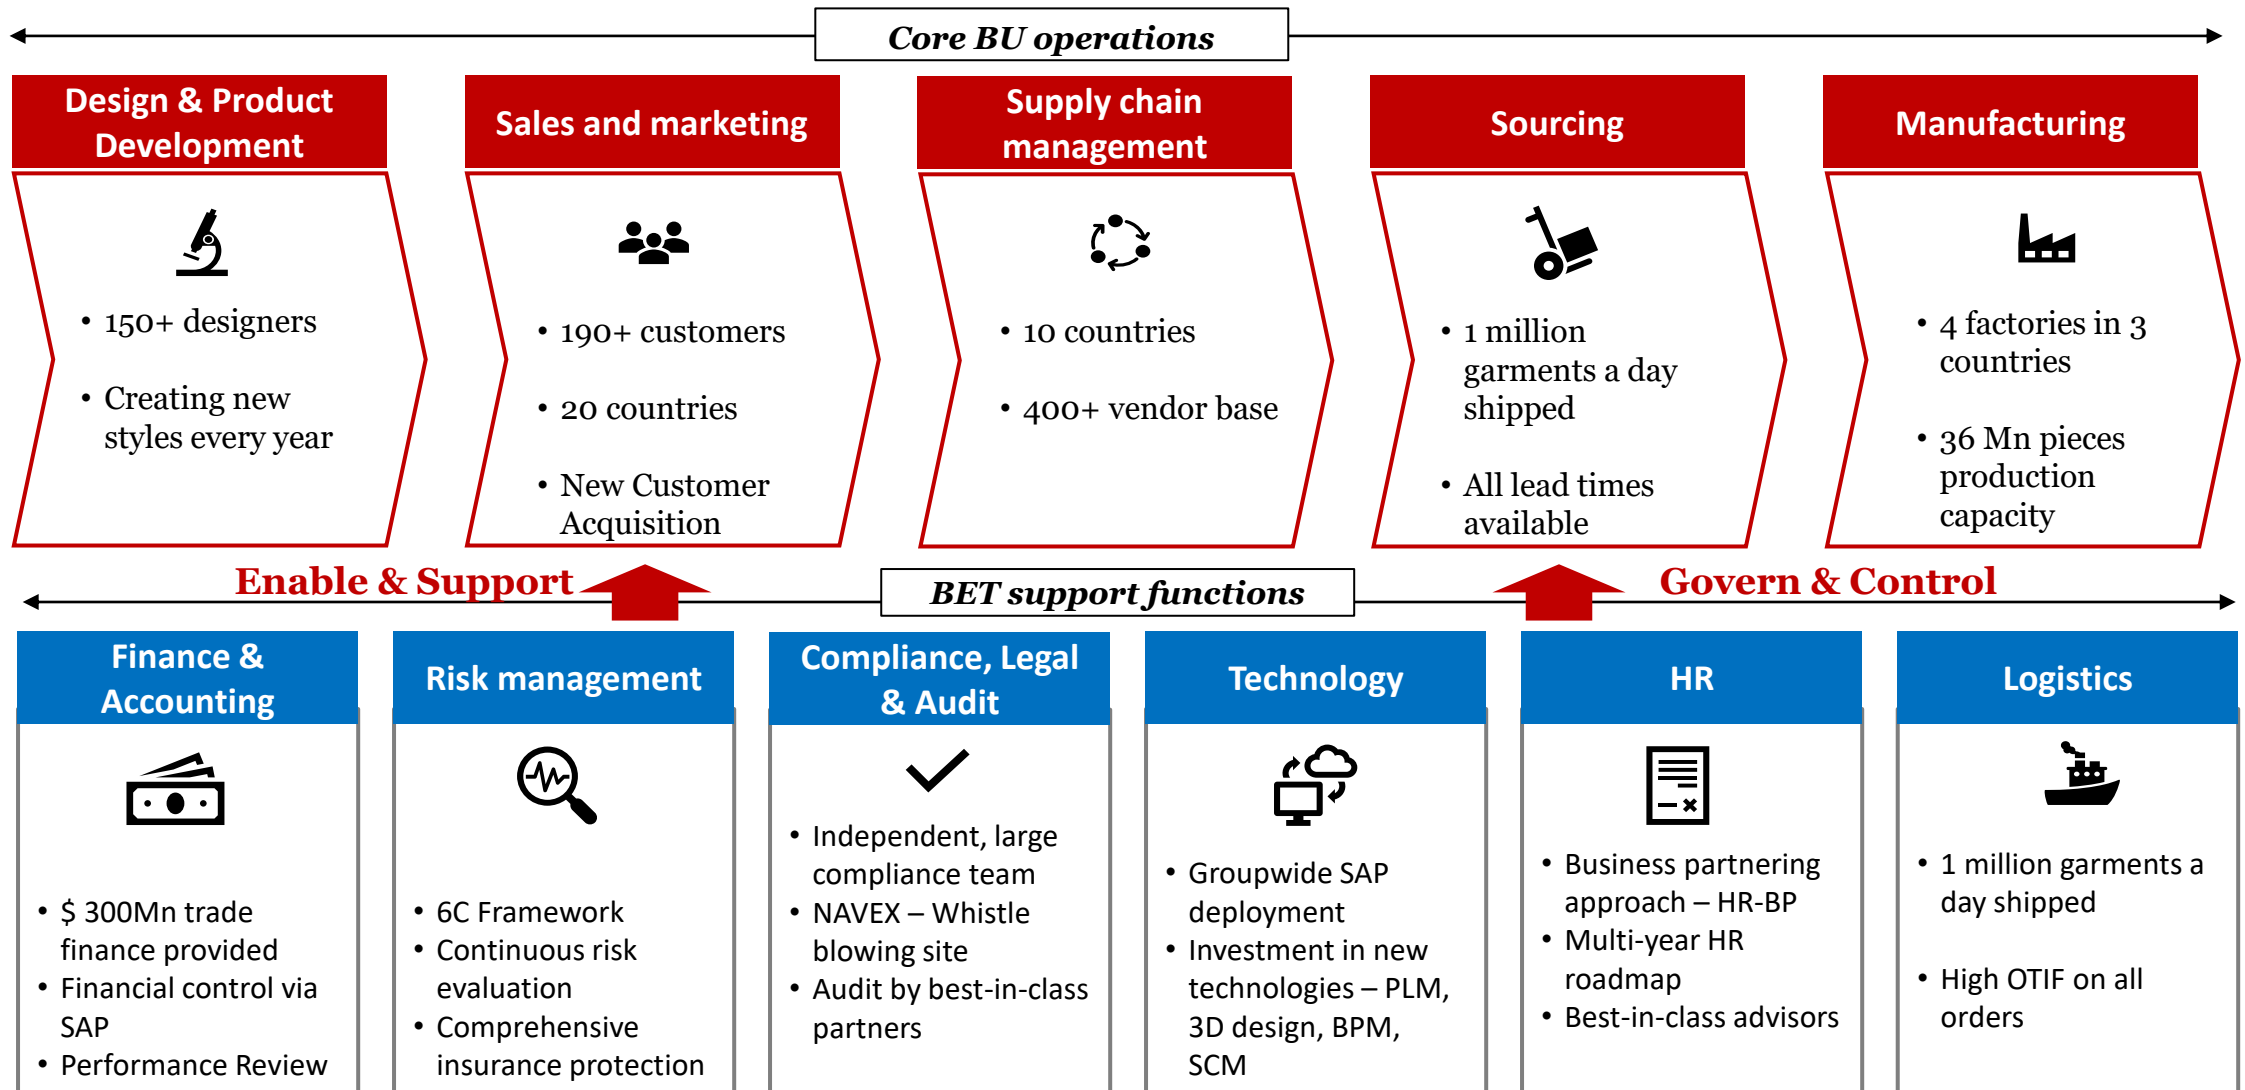 Core BU operations
Design & Product
Development
• 150+ designers
• Creating new
styles every year
Sales and marketing
• 190+ customers
• 20 countries
• New Customer
Acquisition
Supply chain
management
• 10 countries
• 400+ vendor base
Sourcing
• 1 million
garments a day
shipped
• All lead times
available
Manufacturing
• 4 factories in 3
countries
• 36 Mn pieces
production
capacity
Enable & Support
BET support functions
Govern & Control
Finance &
Accounting
• $ 300Mn trade
finance provided
• Financial control via
SAP
• Performance Review
Risk management
• 6C Framework
• Continuous risk
evaluation
• Comprehensive
insurance protection
Compliance, Legal
& Audit
• Independent, large
compliance team
• NAVEX – Whistle
blowing site
• Audit by best-in-class
partners
Technology
• Groupwide SAP
deployment
• Investment in new
technologies – PLM,
3D design, BPM,
SCM
HR
• Business partnering
approach – HR-BP
• Multi-year HR
roadmap
• Best-in-class advisors
Logistics
• 1 million garments a
day shipped
• High OTIF on all
orders